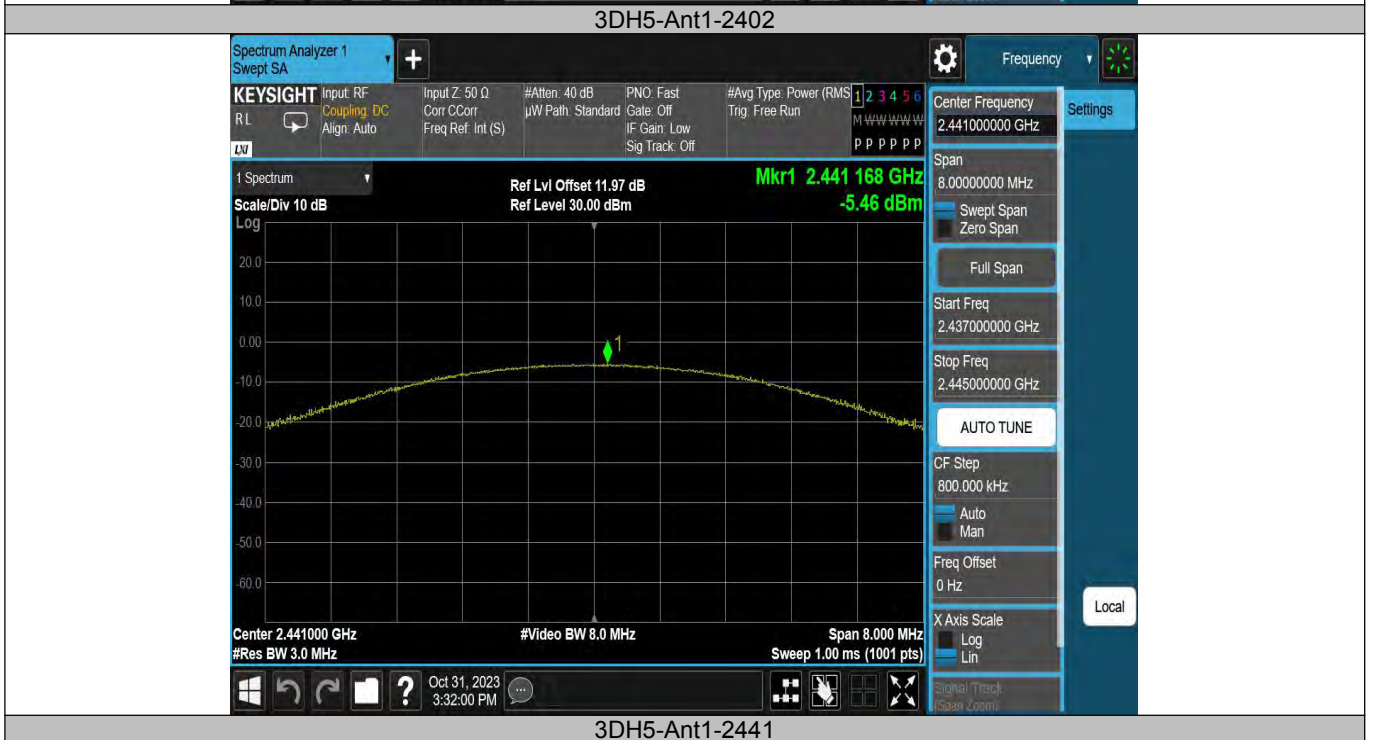 3DH5-Ant1-2402
Spectrum Analyzer 1
Swept SA
+
Frequency
KEYSIGHT
RL
LXI
Input: RF
Coupling: DC
Align: Auto
Input Z: 50 Ω
Corr CCorr
Freq Ref: Int (S)
#Atten: 40 dB
µW Path: Standard
PNO: Fast
Gate: Off
IF Gain: Low
Sig Track: Off
#Avg Type: Power (RMS
Trig: Free Run
1 2 3 4 5 6
M W W W W W
P P P P P P
1 Spectrum
Scale/Div 10 dB
Ref Lvl Offset 11.97 dB
Ref Level 30.00 dBm
Mkr1 2.441 168 GHz
-5.46 dBm
Log
20.0
10.0
0.00
-10.0
-20.0
-30.0
-40.0
-50.0
-60.0
1
Center 2.441000 GHz
#Res BW 3.0 MHz
#Video BW 8.0 MHz
Span 8.000 MHz
Sweep 1.00 ms (1001 pts)
Oct 31, 2023
3:32:00 PM
Center Frequency
2.441000000 GHz
Settings
Span
8.00000000 MHz
Swept Span
Zero Span
Full Span
Start Freq
2.437000000 GHz
Stop Freq
2.445000000 GHz
AUTO TUNE
CF Step
800.000 kHz
Auto
Man
Freq Offset
0 Hz
X Axis Scale
Log
Lin
Signal Track
(Span Zoom)
Local
3DH5-Ant1-2441